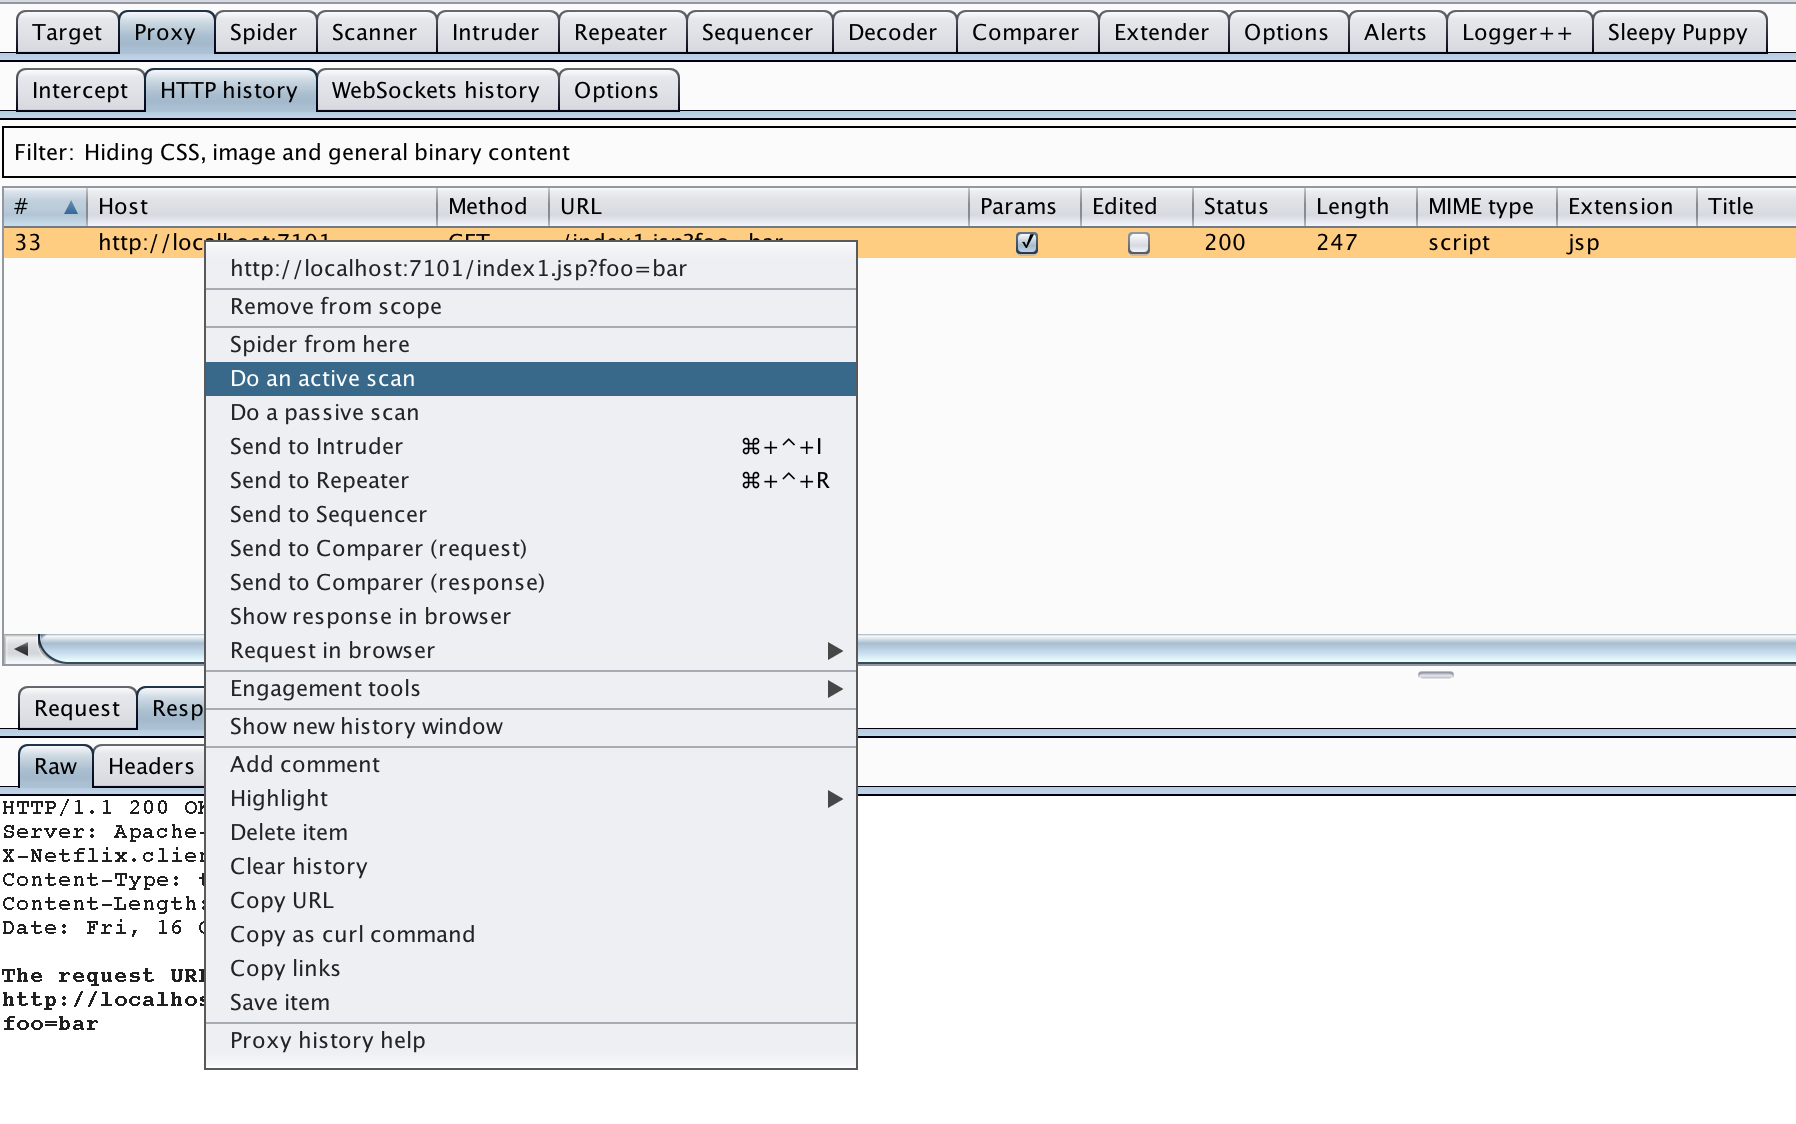 Target Proxy Spider Scanner Intruder Repeater Sequencer Decoder Comparer Extender Options Alerts Logger++ Sleepy Puppy
Intercept HTTP history WebSockets history Options
Filter: Hiding CSS, image and general binary content
# Host Method URL Params Edited Status Length MIME type Extension Title
33 http://localhost:7101 GET /index1.jsp?foo=bar 200 247 script jsp
http://localhost:7101/index1.jsp?foo=bar
Remove from scope
Spider from here
Do an active scan
Do a passive scan
Send to Intruder ⌘+^+I
Send to Repeater ⌘+^+R
Send to Sequencer
Send to Comparer (request)
Send to Comparer (response)
Show response in browser
Request in browser
Engagement tools
Show new history window
Add comment
Highlight
Delete item
Clear history
Copy URL
Copy as curl command
Copy links
Save item
Proxy history help
Request Resp
Raw Headers
HTTP/1.1 200 OK
Server: Apache-
X-Netflix.clien
Content-Type: t
Content-Length:
Date: Fri, 16
The request URI
http://localhos
foo=bar